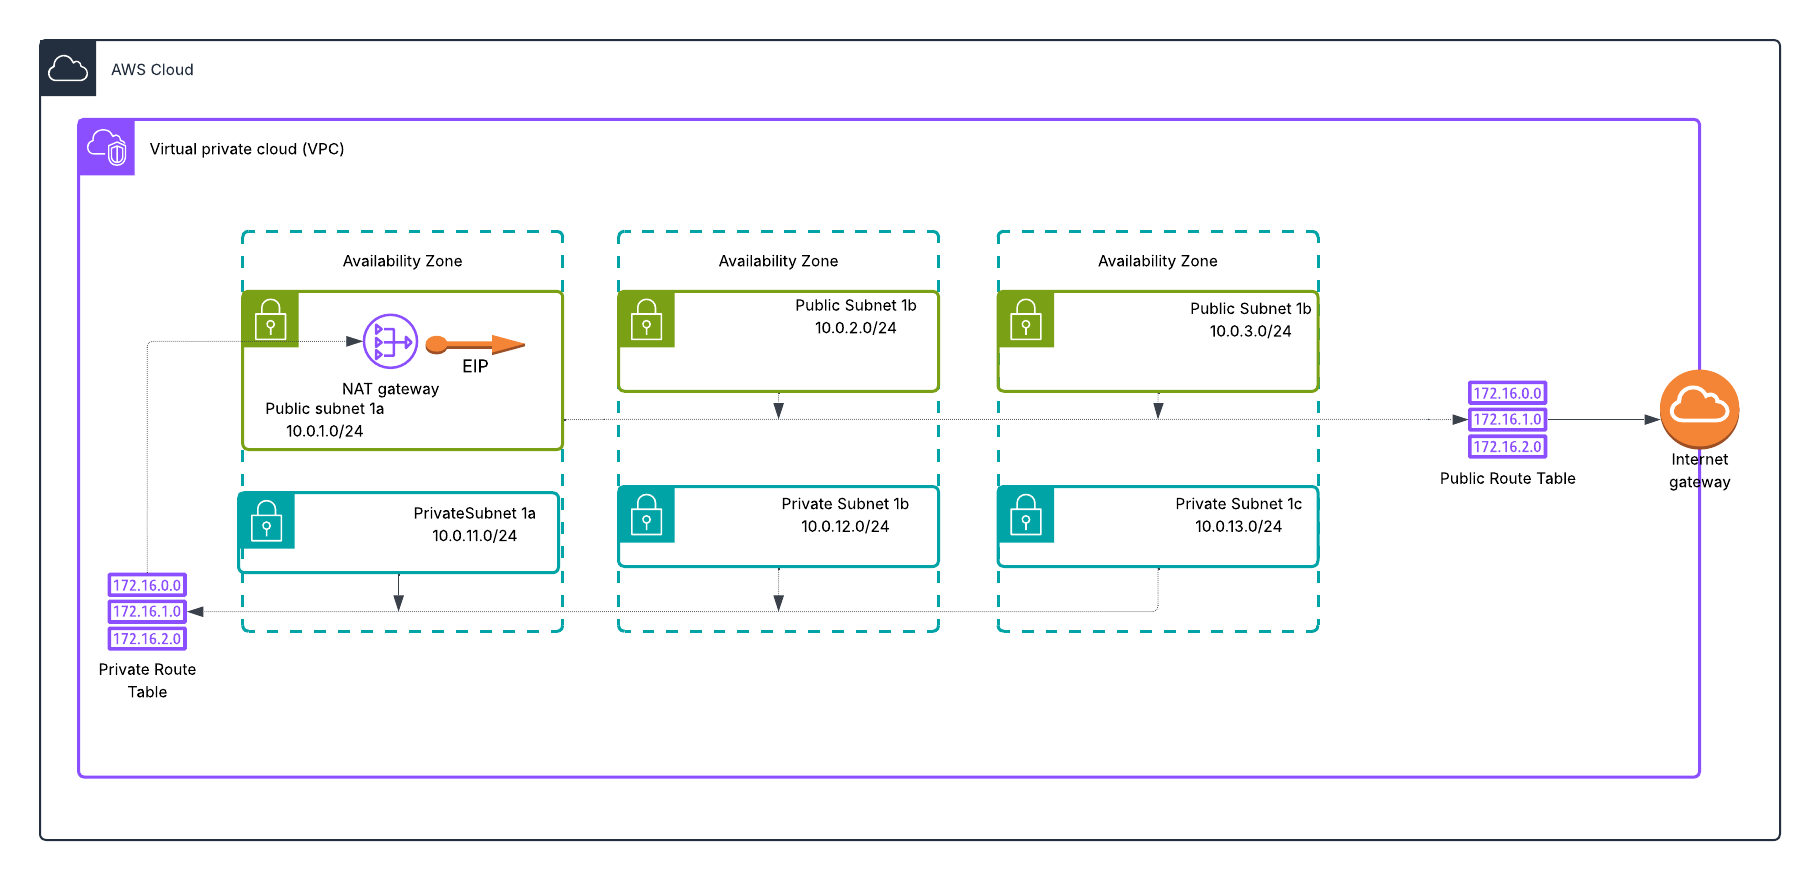 AWS Cloud
Virtual private cloud (VPC)
Availability Zone
Availability Zone
Availability Zone
NAT gateway
EIP
Public subnet 1a
10.0.1.0/24
Public Subnet 1b
10.0.2.0/24
Public Subnet 1b
10.0.3.0/24
172.16.0.0
172.16.1.0
172.16.2.0
Public Route Table
Internet
gateway
PrivateSubnet 1a
10.0.11.0/24
Private Subnet 1b
10.0.12.0/24
Private Subnet 1c
10.0.13.0/24
172.16.0.0
172.16.1.0
172.16.2.0
Private Route
Table